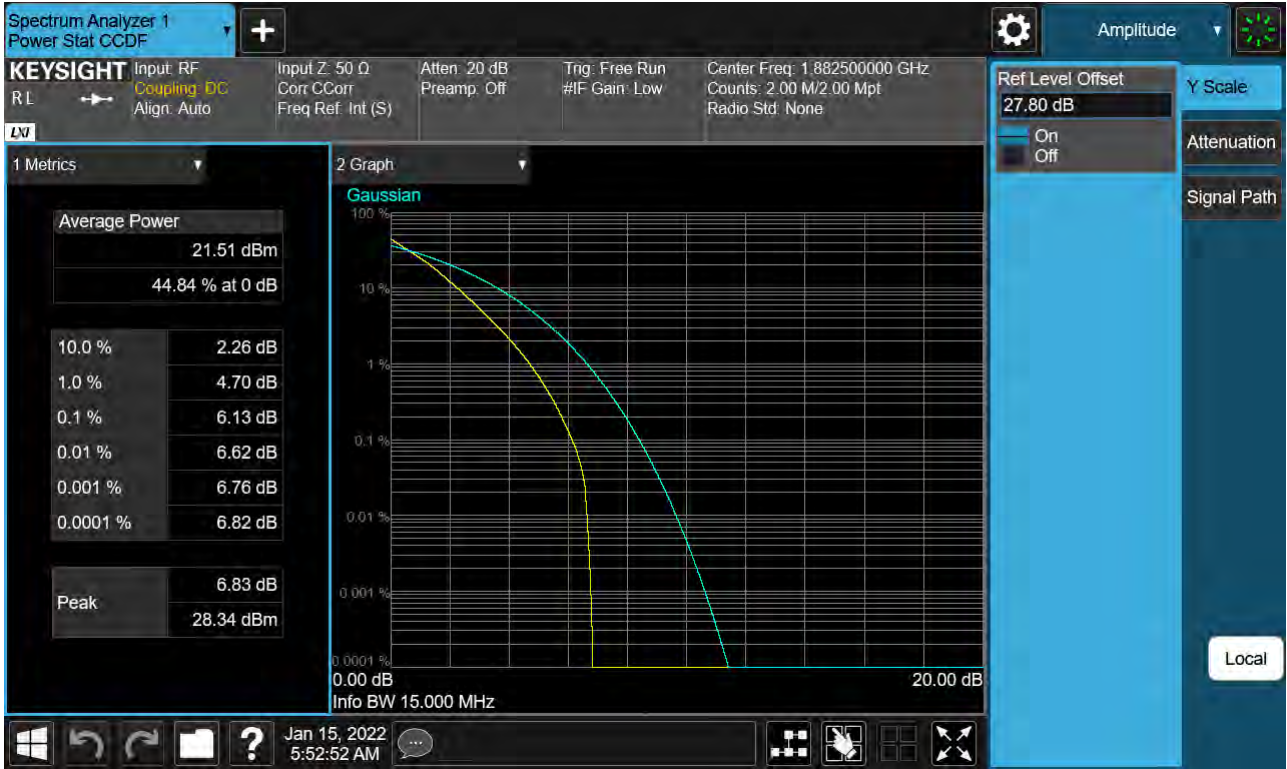 Spectrum Analyzer 1
Power Stat CCDF
+
Amplitude
KEYSIGHT
R L
LXI
Input: RF
Coupling: DC
Align: Auto
Input Z: 50 Ω
Corr CCorr
Freq Ref: Int (S)
Atten: 20 dB
Preamp: Off
Trig: Free Run
#IF Gain: Low
Center Freq: 1.882500000 GHz
Counts: 2.00 M/2.00 Mpt
Radio Std: None
Ref Level Offset
27.80 dB
On
Off
Y Scale
Attenuation
Signal Path
Local
1 Metrics
Average Power
21.51 dBm
44.84 % at 0 dB
10.0 % 2.26 dB
1.0 % 4.70 dB
0.1 % 6.13 dB
0.01 % 6.62 dB
0.001 % 6.76 dB
0.0001 % 6.82 dB
Peak
6.83 dB
28.34 dBm
2 Graph
Gaussian
100 %
10 %
1 %
0.1 %
0.01 %
0.001 %
0.0001 %
0.00 dB 20.00 dB
Info BW 15.000 MHz
?
Jan 15, 2022
5:52:52 AM